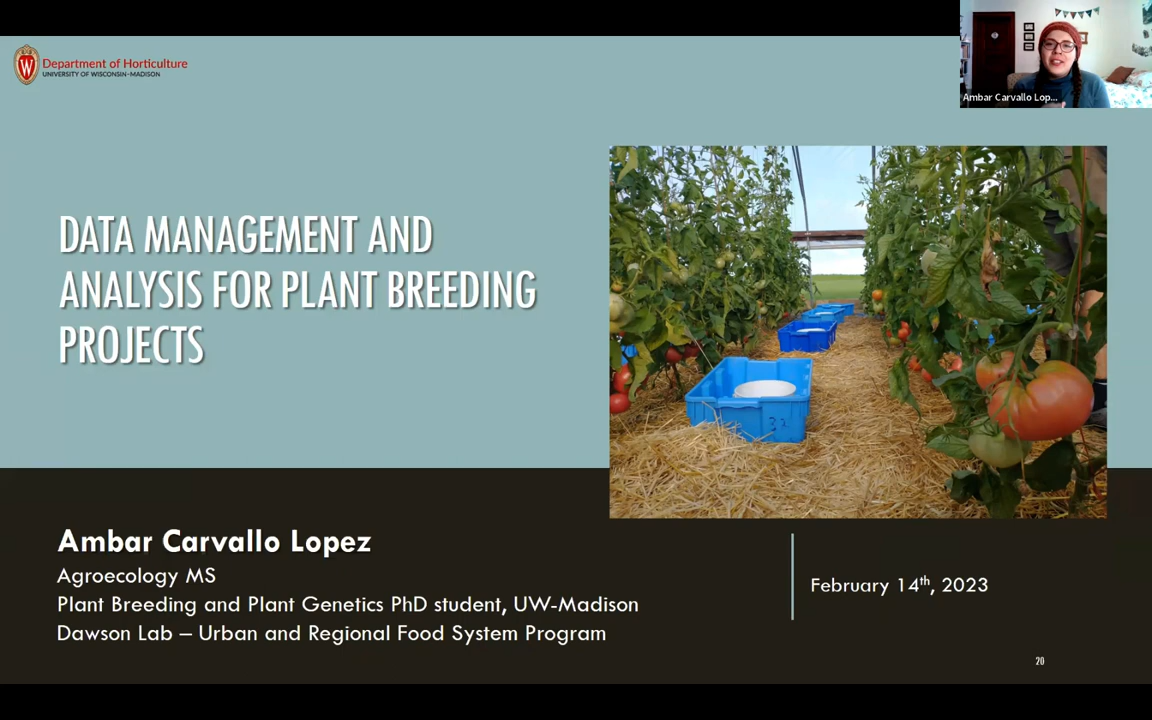 Department of Horticulture
UNIVERSITY OF WISCONSIN-MADISON
Ambar Carvallo Lop...
DATA MANAGEMENT AND
ANALYSIS FOR PLANT BREEDING
PROJECTS
32
Ambar Carvallo Lopez
Agroecology MS
Plant Breeding and Plant Genetics PhD student, UW-Madison
Dawson Lab – Urban and Regional Food System Program
February 14th, 2023
20